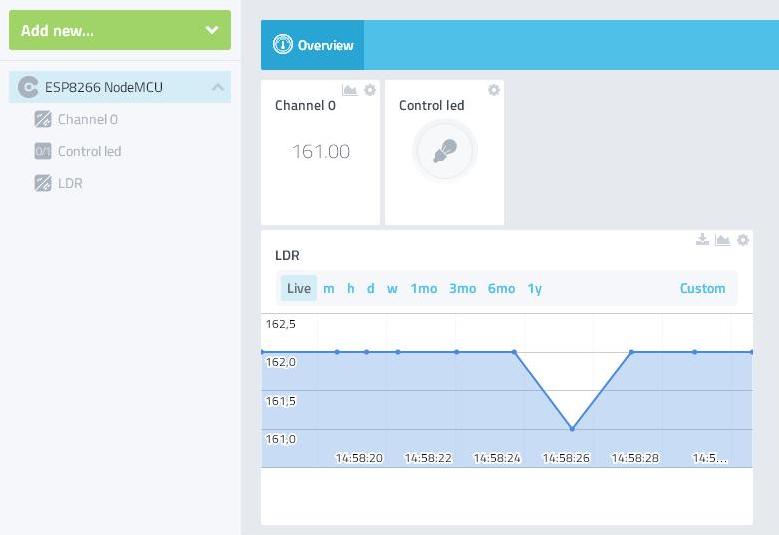 Add new...
ESP8266 NodeMCU
Channel 0
0/1 Control led
LDR
Overview
Channel 0
161.00
Control led
LDR
Live m h d w 1mo 3mo 6mo 1y Custom
162,5
162,0
161,5
161,0
14:58:20 14:58:22 14:58:24 14:58:26 14:58:28 14:5...